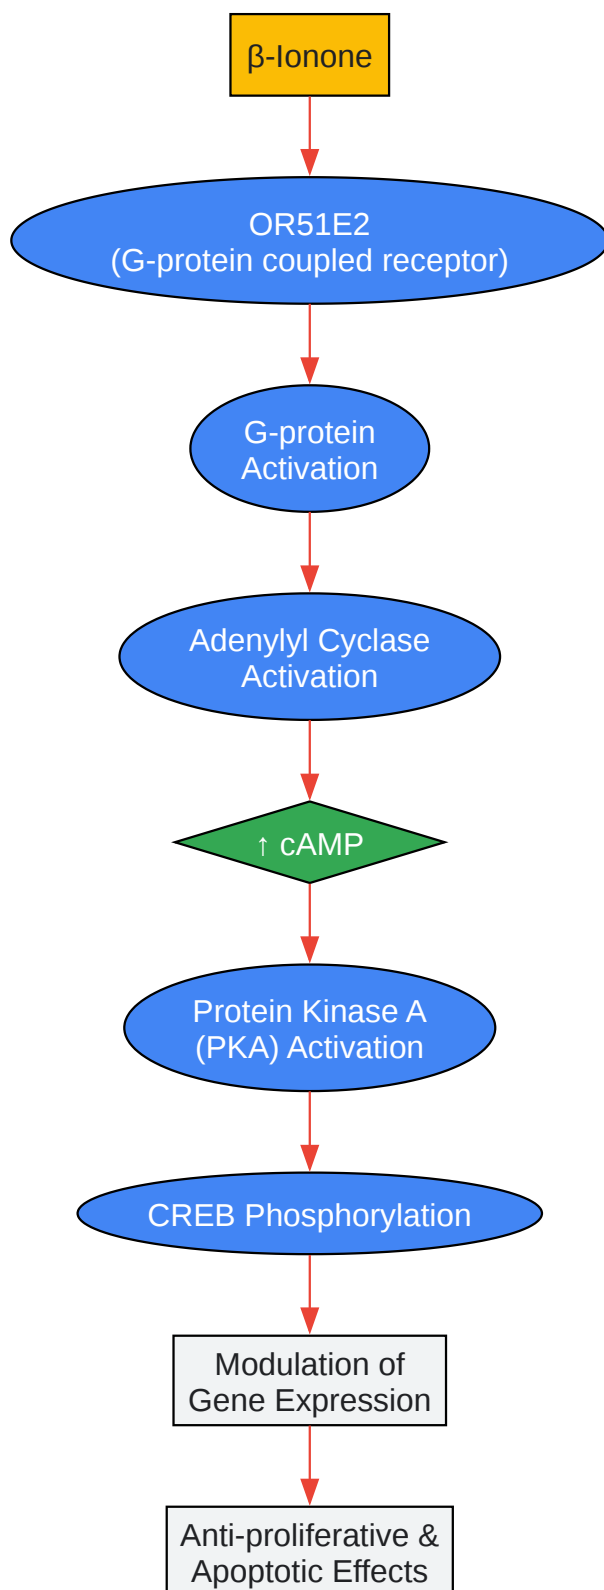 β-Ionone
OR51E2
(G-protein coupled receptor)
G-protein
Activation
Adenylyl Cyclase
Activation
↑ cAMP
Protein Kinase A
(PKA) Activation
CREB Phosphorylation
Modulation of
Gene Expression
Anti-proliferative &
Apoptotic Effects